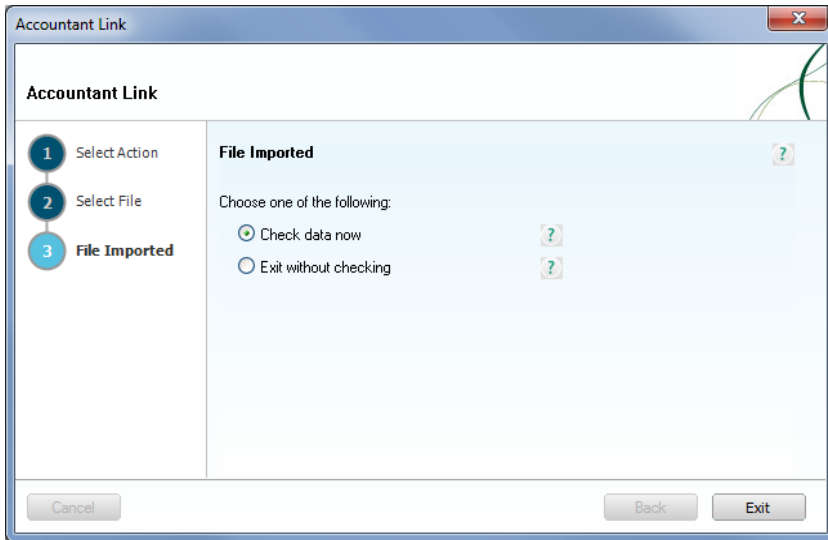 Accountant Link
x
Accountant Link
1 Select Action
2 Select File
3 File Imported
File Imported ?
Choose one of the following:
Check data now ?
Exit without checking ?
Cancel Back Exit